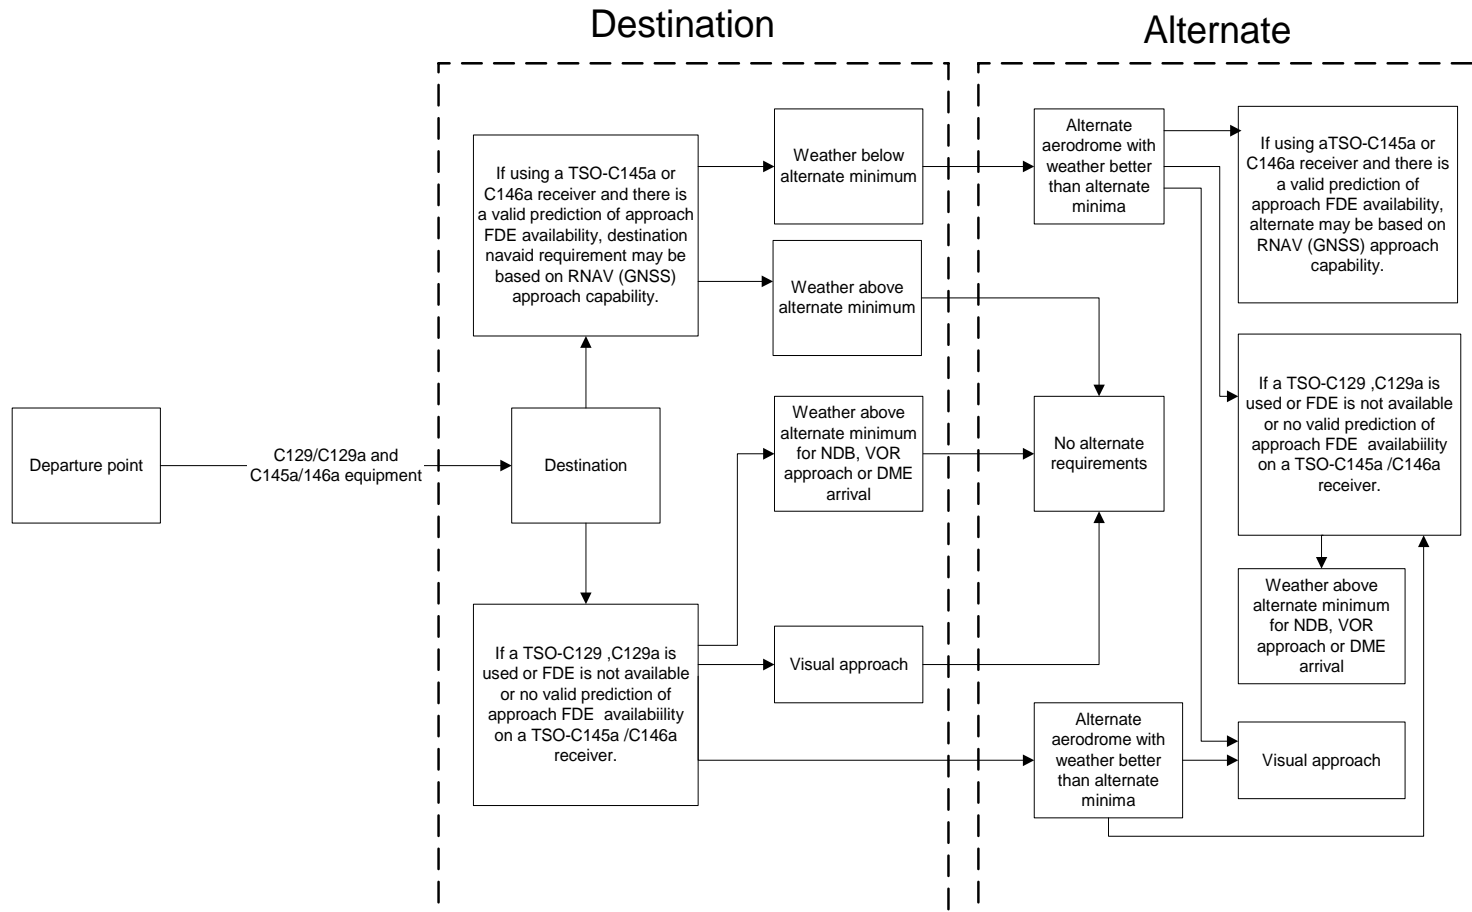 Destination
Alternate
If using a TSO-C145a or
C146a receiver and there is
a valid prediction of approach
FDE availability, destination
navaid requirement may be
based on RNAV (GNSS)
approach capability.
Weather below
alternate minimum
Alternate
aerodrome with
weather better
than alternate
minima
If using aTSO-C145a or
C146a receiver and there is
a valid prediction of
approach FDE availability,
alternate may be based on
RNAV (GNSS) approach
capability.
Weather above
alternate minimum
Departure point
C129/C129a and
C145a/146a equipment
Destination
Weather above
alternate minimum
for NDB, VOR
approach or DME
arrival
No alternate
requirements
If a TSO-C129 ,C129a is
used or FDE is not available
or no valid prediction of
approach FDE  availabiility
on a TSO-C145a /C146a
receiver.
Weather above
alternate minimum
for NDB, VOR
approach or DME
arrival
If a TSO-C129 ,C129a is
used or FDE is not available
or no valid prediction of
approach FDE  availabiility
on a TSO-C145a /C146a
receiver.
Visual approach
Alternate
aerodrome with
weather better
than alternate
minima
Visual approach